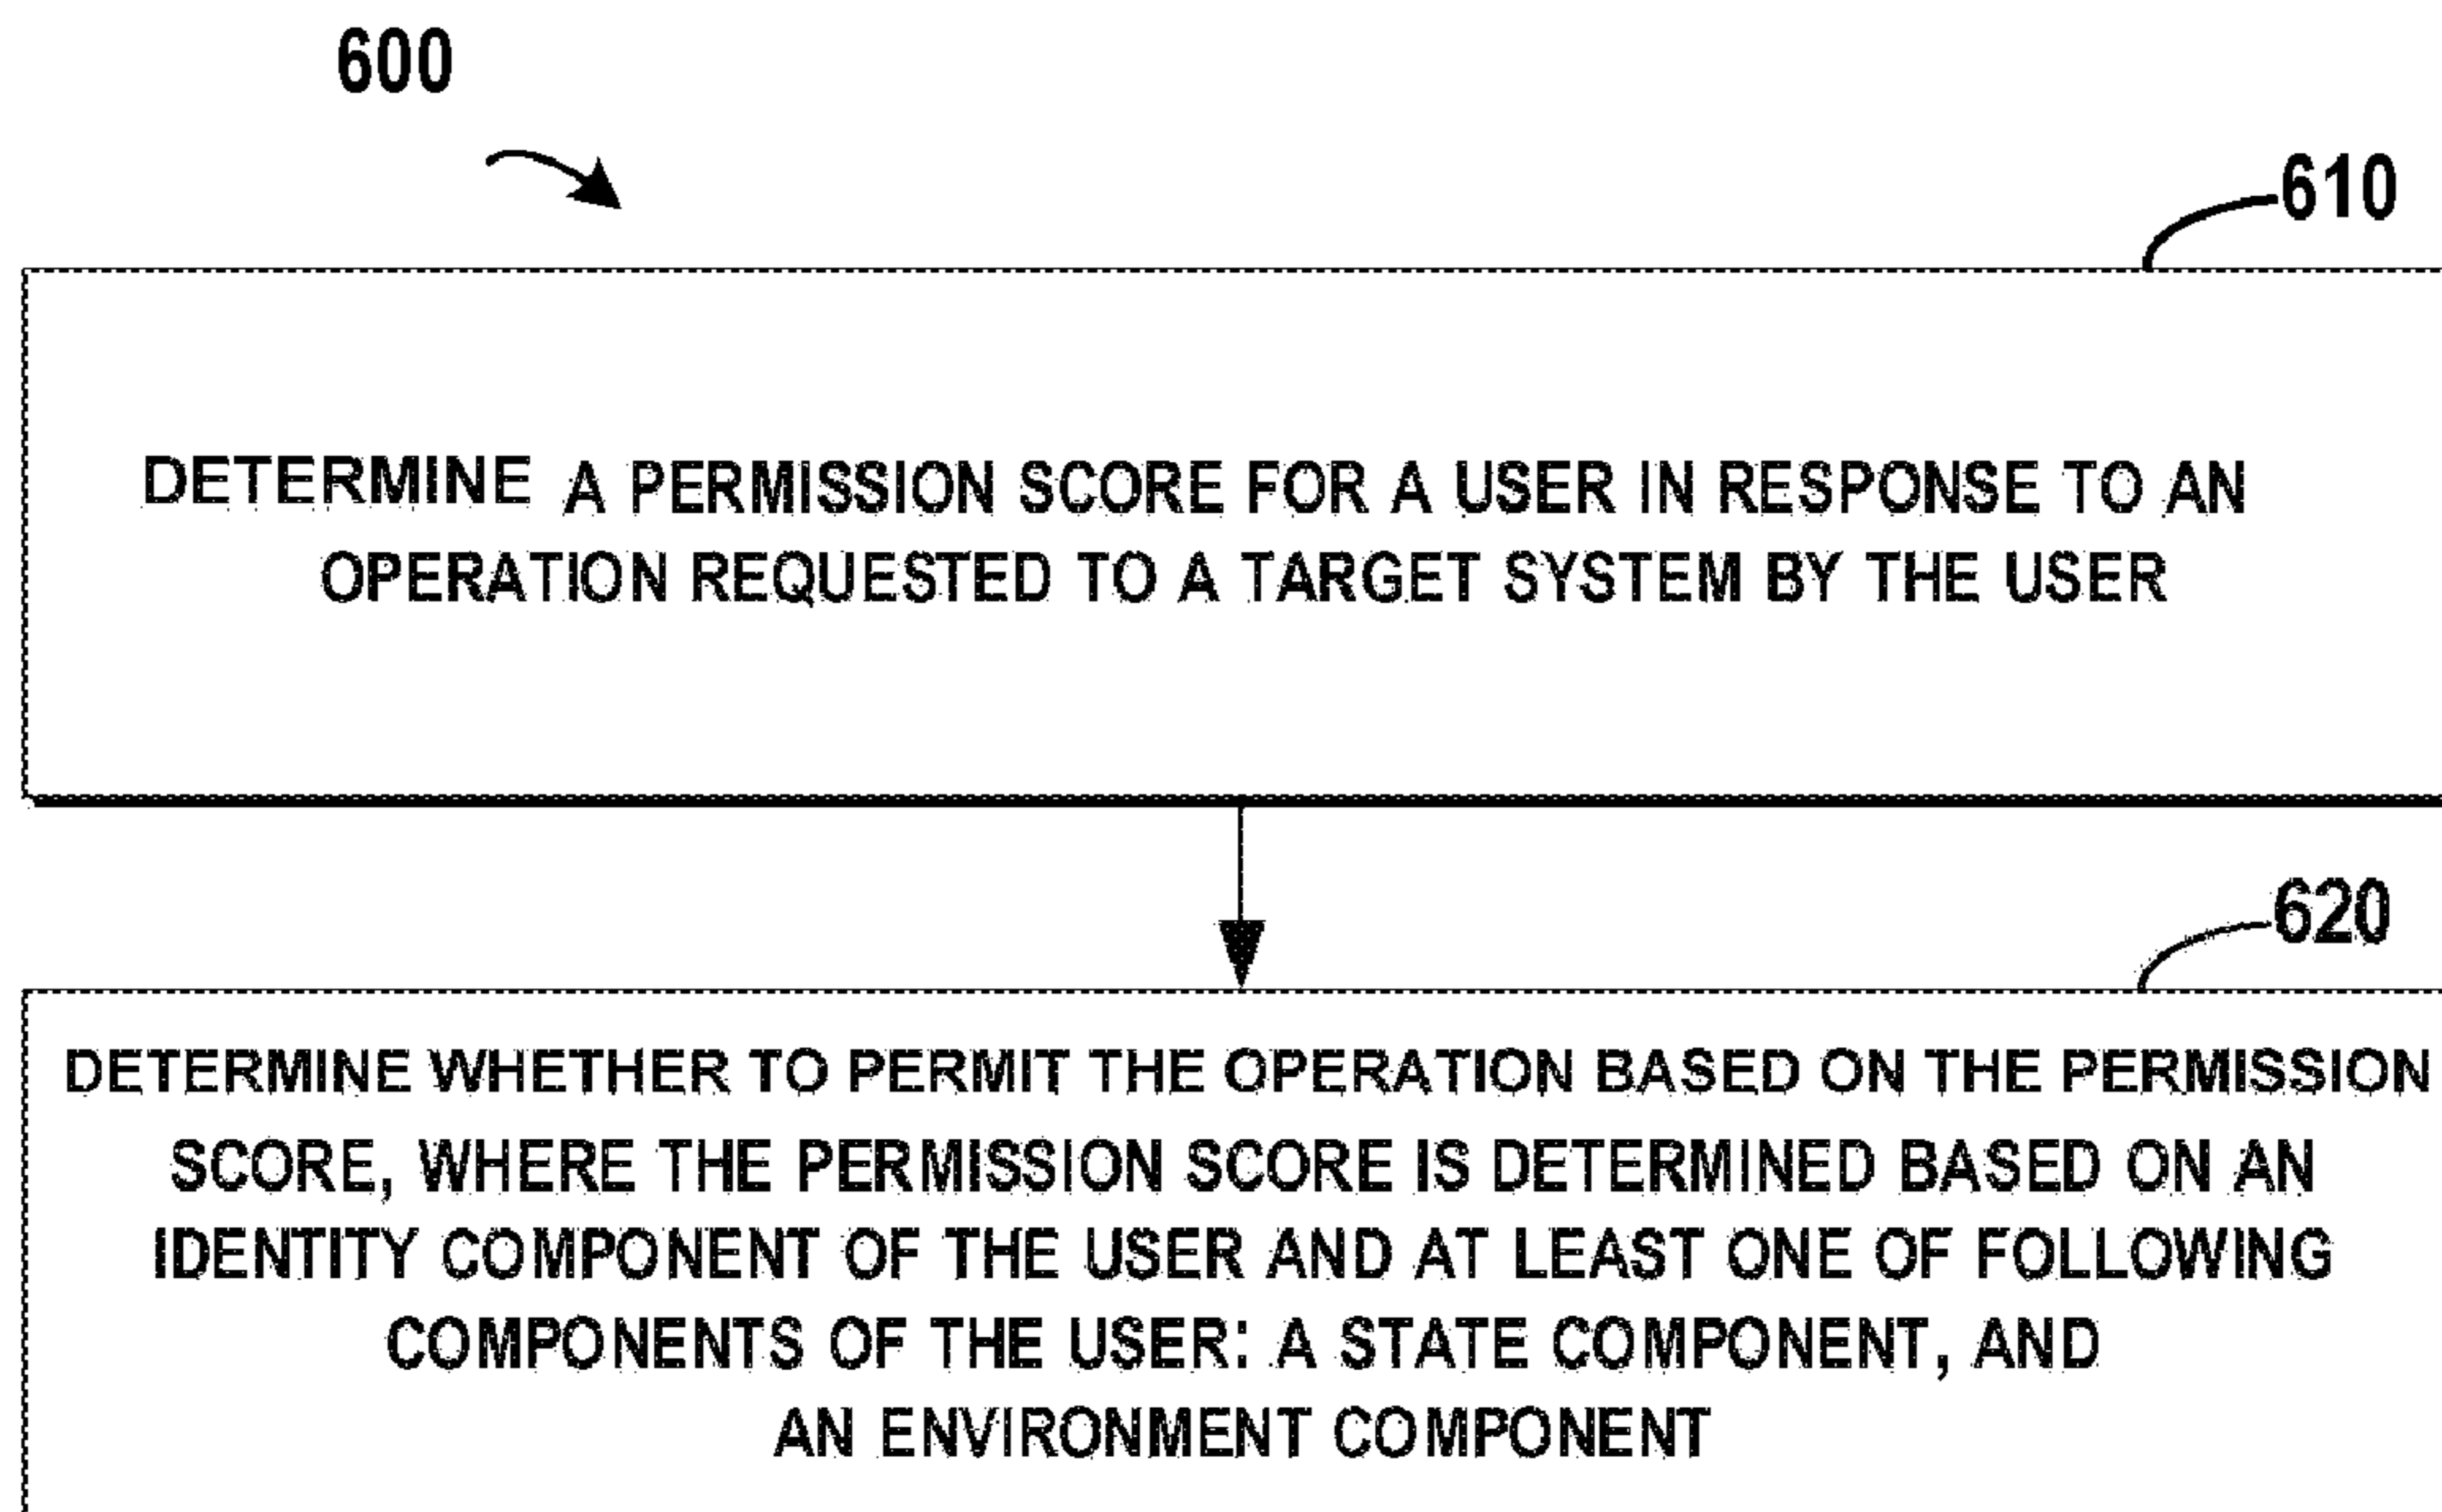 600
610
DETERMINE A PERMISSION SCORE FOR A USER IN RESPONSE TO AN
OPERATION REQUESTED TO A TARGET SYSTEM BY THE USER
620
DETERMINE WHETHER TO PERMIT THE OPERATION BASED ON THE PERMISSION
SCORE, WHERE THE PERMISSION SCORE IS DETERMINED BASED ON AN
IDENTITY COMPONENT OF THE USER AND AT LEAST ONE OF FOLLOWING
COMPONENTS OF THE USER: A STATE COMPONENT, AND
AN ENVIRONMENT COMPONENT